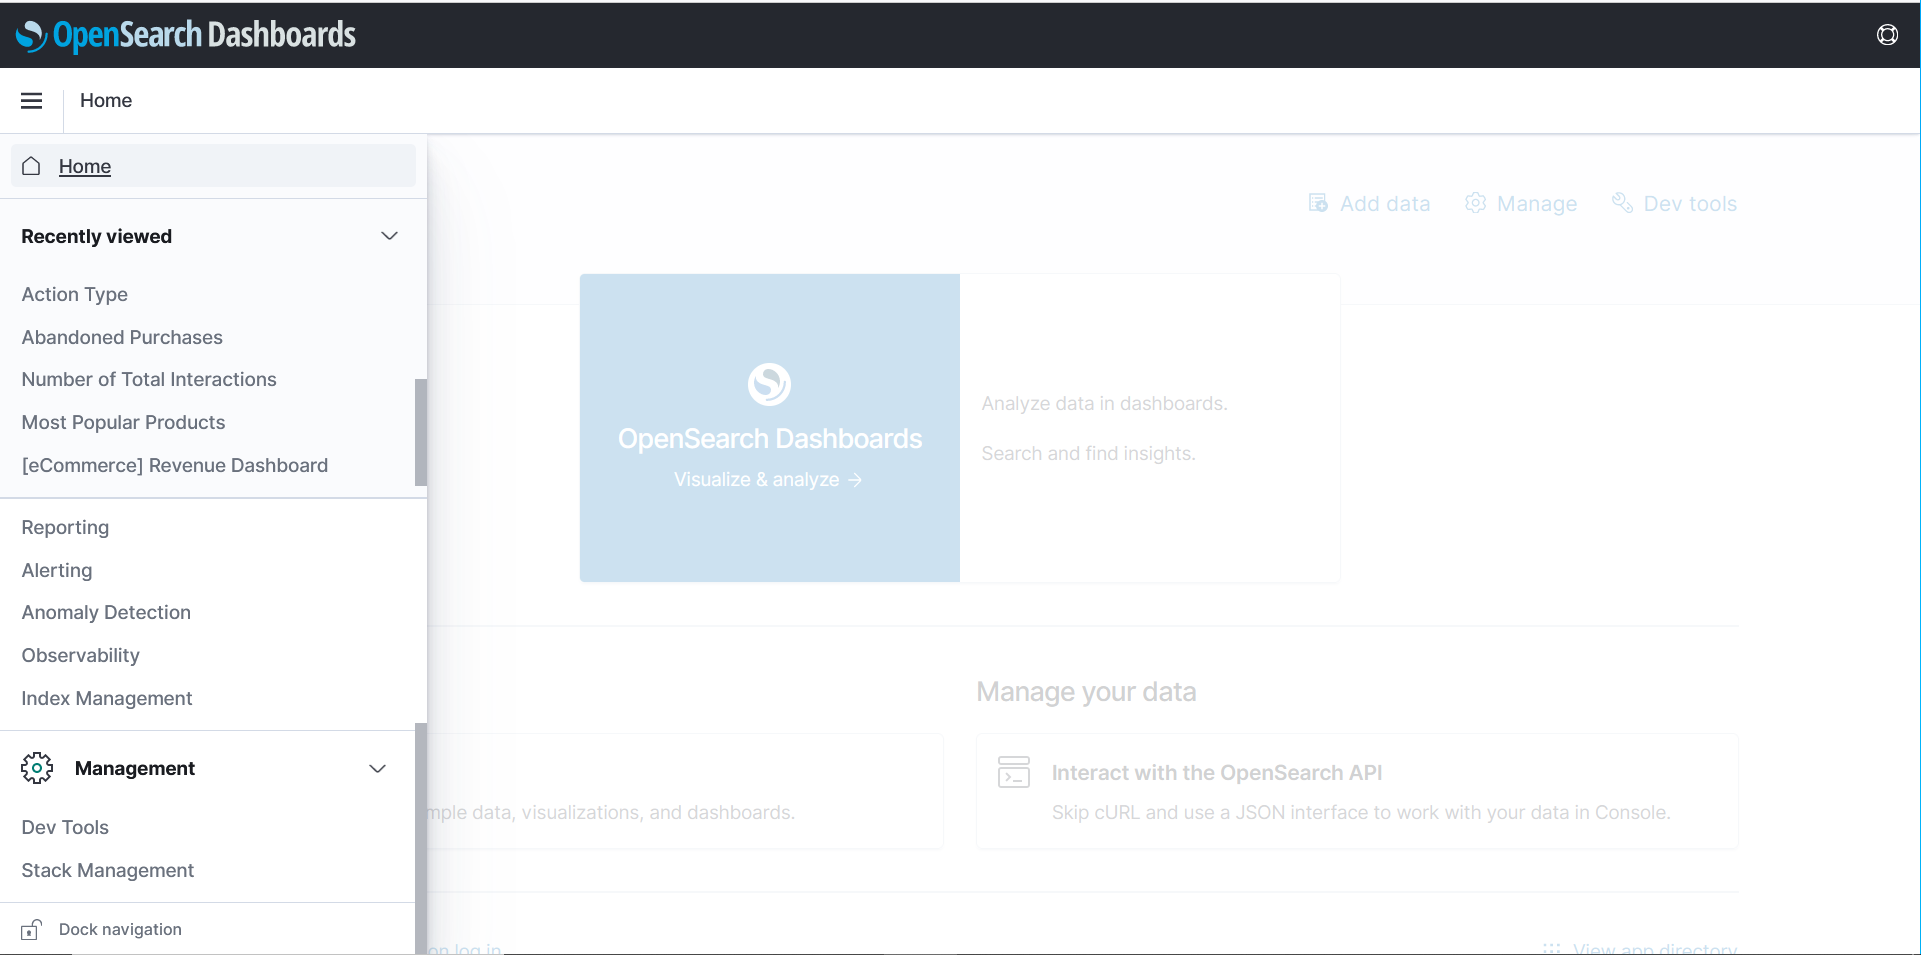 OpenSearch Dashboards
Home
Home
Recently viewed
Action Type
Abandoned Purchases
Number of Total Interactions
Most Popular Products
[eCommerce] Revenue Dashboard
Reporting
Alerting
Anomaly Detection
Observability
Index Management
Management
Dev Tools
Stack Management
Dock navigation
Add data
Manage
Dev tools
OpenSearch Dashboards
Visualize & analyze →
Analyze data in dashboards.
Search and find insights.
Manage your data
data, visualizations, and dashboards.
Interact with the OpenSearch API
Skip cURL and use a JSON interface to work with your data in Console.
on log in
View app directory